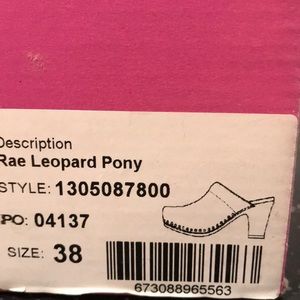 Description
Rae Leopard Pony
STYLE: 1305087800
PO: 04137
SIZE: 38
673088965563